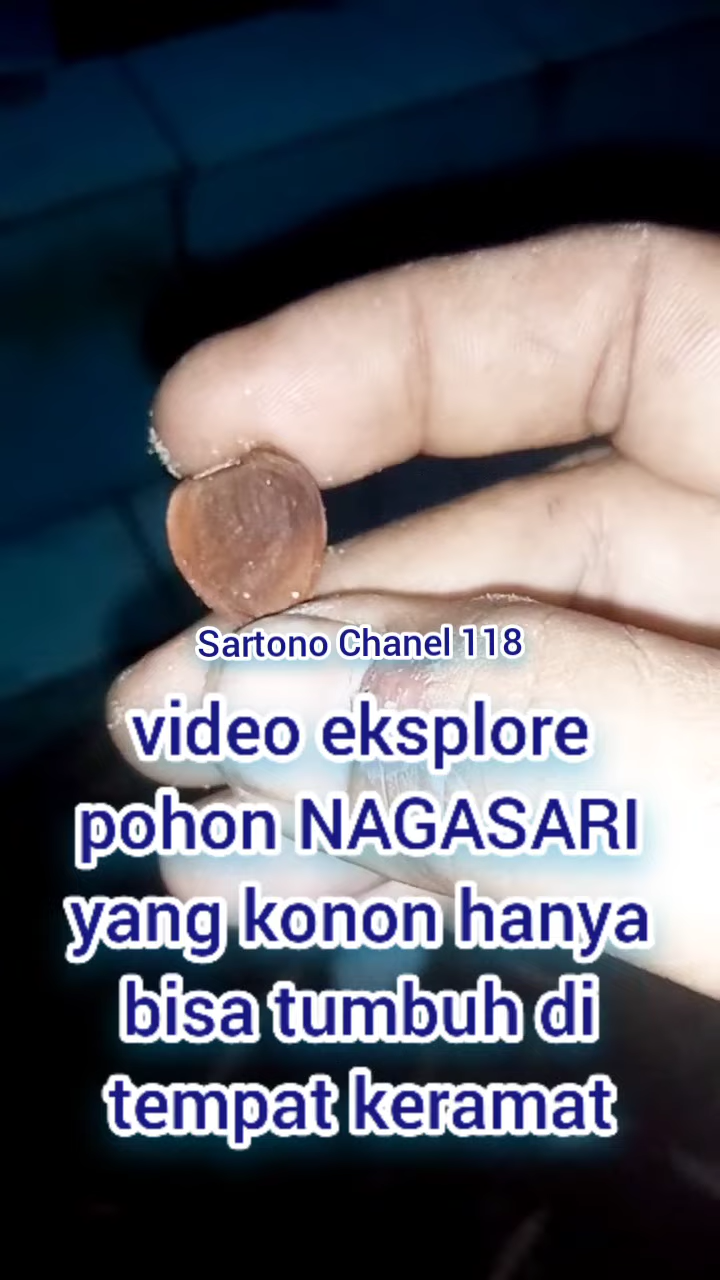 Sartono Chanel 118
video eksplore
pohon NAGASARI
yang konon hanya
bisa tumbuh di
tempat keramat